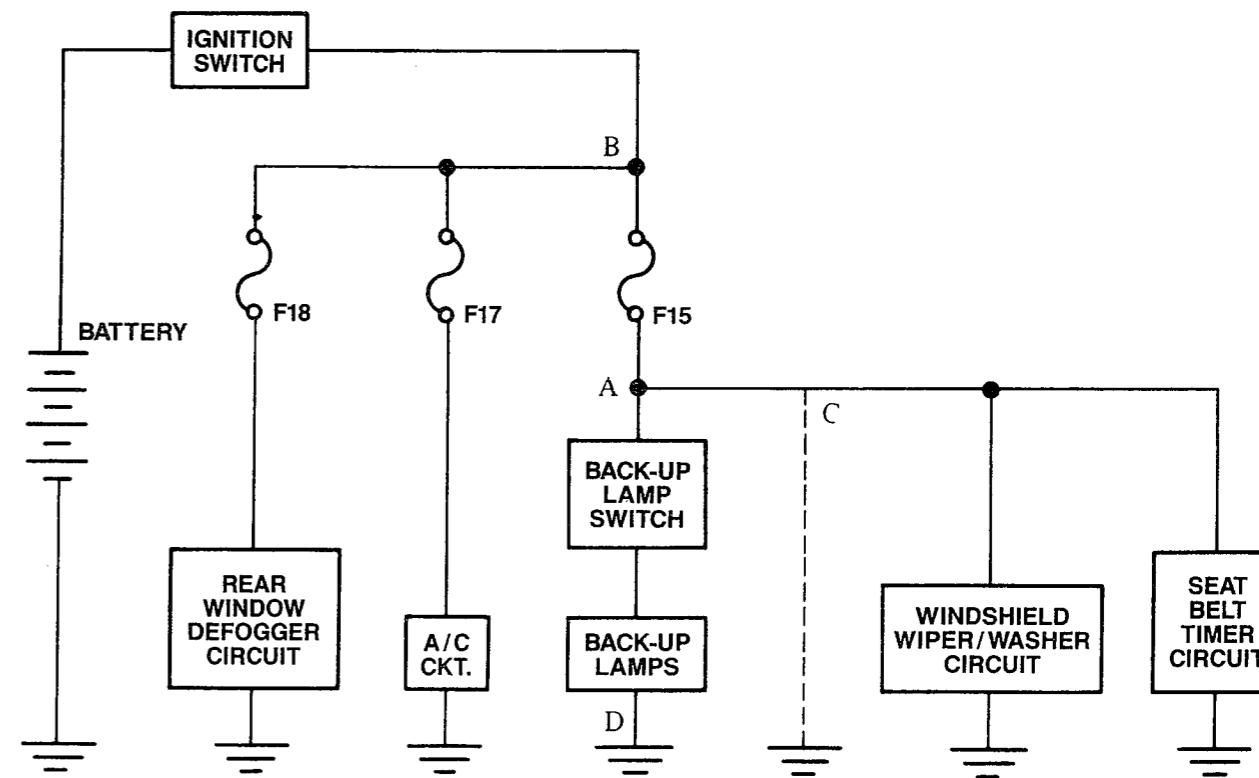 IGNITION
SWITCH
B
F18
F17
F15
BATTERY
A
C
BACK-UP
LAMP
SWITCH
REAR
WINDOW
DEFOGGER
CIRCUIT
A/C
CKT.
BACK-UP
LAMPS
WINDSHIELD
WIPER/WASHER
CIRCUIT
SEAT
BELT
TIMER
CIRCUIT
D